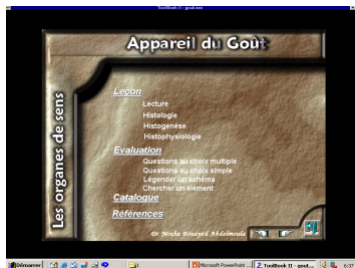 ToolBook II - gout.exe
Appareil du Goût
Les organes de sens
Leçon
Lecture
Histologie
Histogenèse
Histophysiologie
Evaluation
Questions au choix multiple
Questions au choix simple
Légender un schéma
Chercher un élément
Catalogue
Références
Démarrer
Microsoft PowerPoint ...
ToolBook II - gout...
6:37